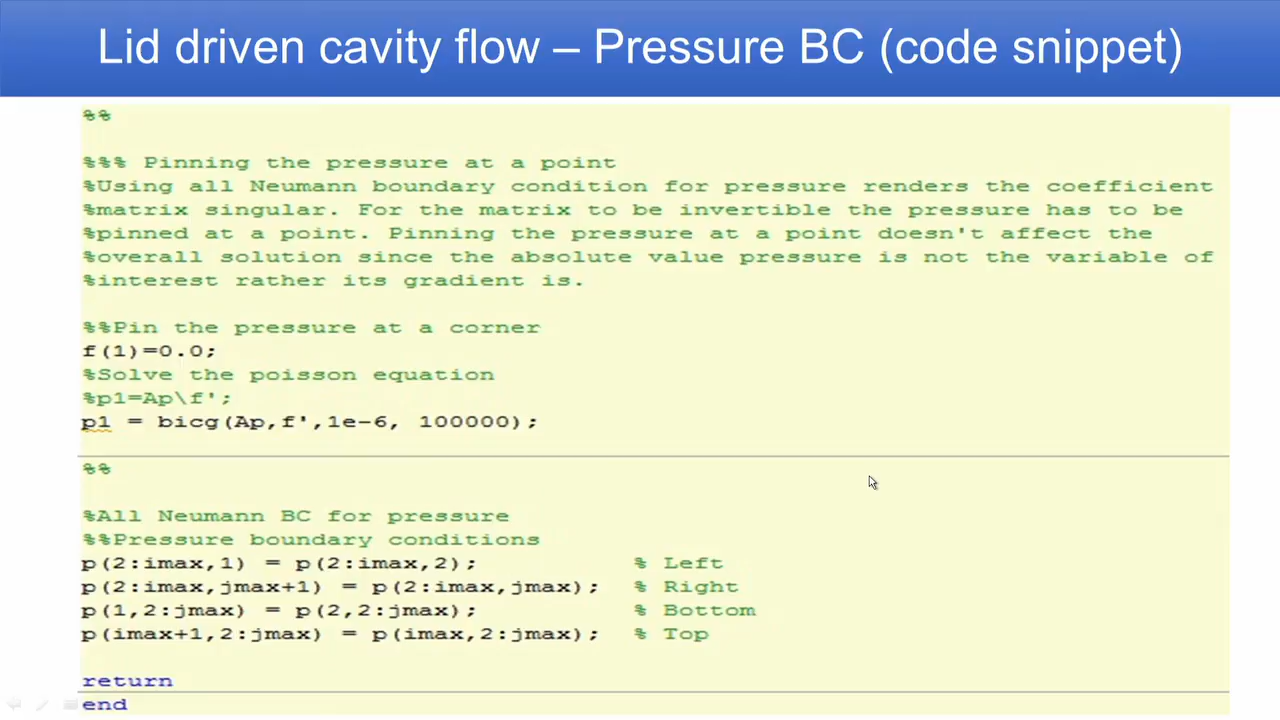 Lid driven cavity flow – Pressure BC (code snippet)
%%
%%% Pinning the pressure at a point
%Using all Neumann boundary condition for pressure renders the coefficient
%matrix singular. For the matrix to be invertible the pressure has to be
%pinned at a point. Pinning the pressure at a point doesn't affect the
%overall solution since the absolute value pressure is not the variable of
%interest rather its gradient is.
%%Pin the pressure at a corner
f(1)=0.0;
%Solve the poisson equation
%p1=Ap\f';
p1 = bicg(Ap,f',1e-6, 100000);
%%
%All Neumann BC for pressure
%%Pressure boundary conditions
p(2:imax,1) = p(2:imax,2); % Left
p(2:imax,jmax+1) = p(2:imax,jmax); % Right
p(1,2:jmax) = p(2,2:jmax); % Bottom
p(imax+1,2:jmax) = p(imax,2:jmax); % Top
return
end